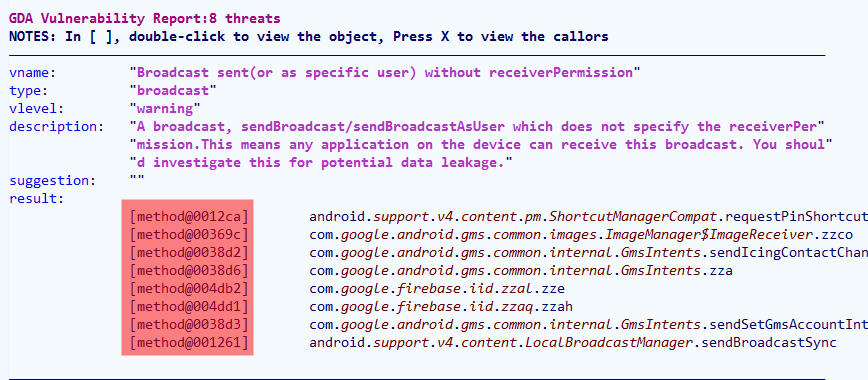 GDA Vulnerability Report:8 threats
NOTES: In [ ], double-click to view the object, Press X to view the callors
vname: "Broadcast sent(or as specific user) without receiverPermission"
type: "broadcast"
vlevel: "warning"
description: "A broadcast, sendBroadcast/sendBroadcastAsUser which does not specify the receiverPer"
"mission.This means any application on the device can receive this broadcast. You shoul"
"d investigate this for potential data leakage."
suggestion: ""
result:
[method@0012ca] android.support.v4.content.pm.ShortcutManagerCompat.requestPinShortcut
[method@00369c] com.google.android.gms.common.images.ImageManager$ImageReceiver.zzco
[method@0038d2] com.google.android.gms.common.internal.GmsIntents.sendIcingContactChan
[method@0038d6] com.google.android.gms.common.internal.GmsIntents.zza
[method@004db2] com.google.firebase.iid.zzal.zze
[method@004dd1] com.google.firebase.iid.zzaq.zzah
[method@0038d3] com.google.android.gms.common.internal.GmsIntents.sendSetGmsAccountInt
[method@001261] android.support.v4.content.LocalBroadcastManager.sendBroadcastSync